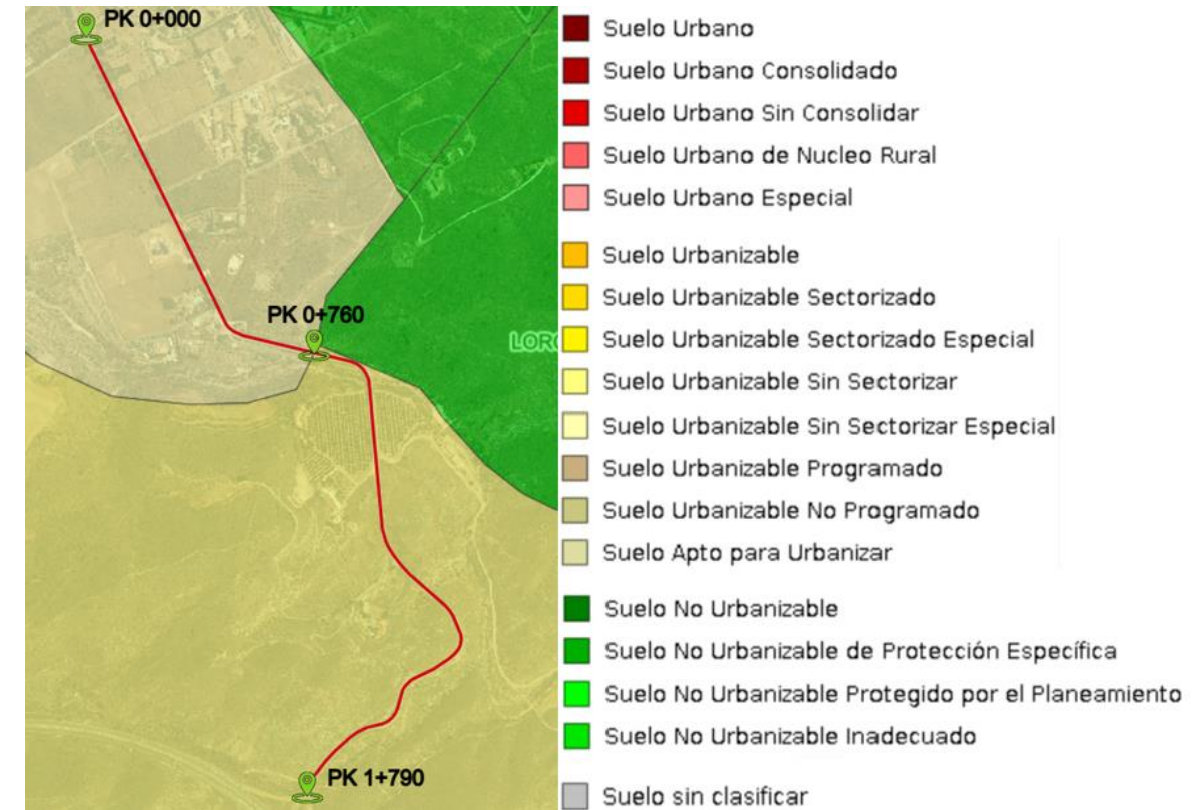 PK 0+000
PK 0+760
LOR
PK 1+790
Suelo Urbano
Suelo Urbano Consolidado
Suelo Urbano Sin Consolidar
Suelo Urbano de Nucleo Rural
Suelo Urbano Especial
Suelo Urbanizable
Suelo Urbanizable Sectorizado
Suelo Urbanizable Sectorizado Especial
Suelo Urbanizable Sin Sectorizar
Suelo Urbanizable Sin Sectorizar Especial
Suelo Urbanizable Programado
Suelo Urbanizable No Programado
Suelo Apto para Urbanizar
Suelo No Urbanizable
Suelo No Urbanizable de Protección Específica
Suelo No Urbanizable Protegido por el Planeamiento
Suelo No Urbanizable Inadecuado
Suelo sin clasificar